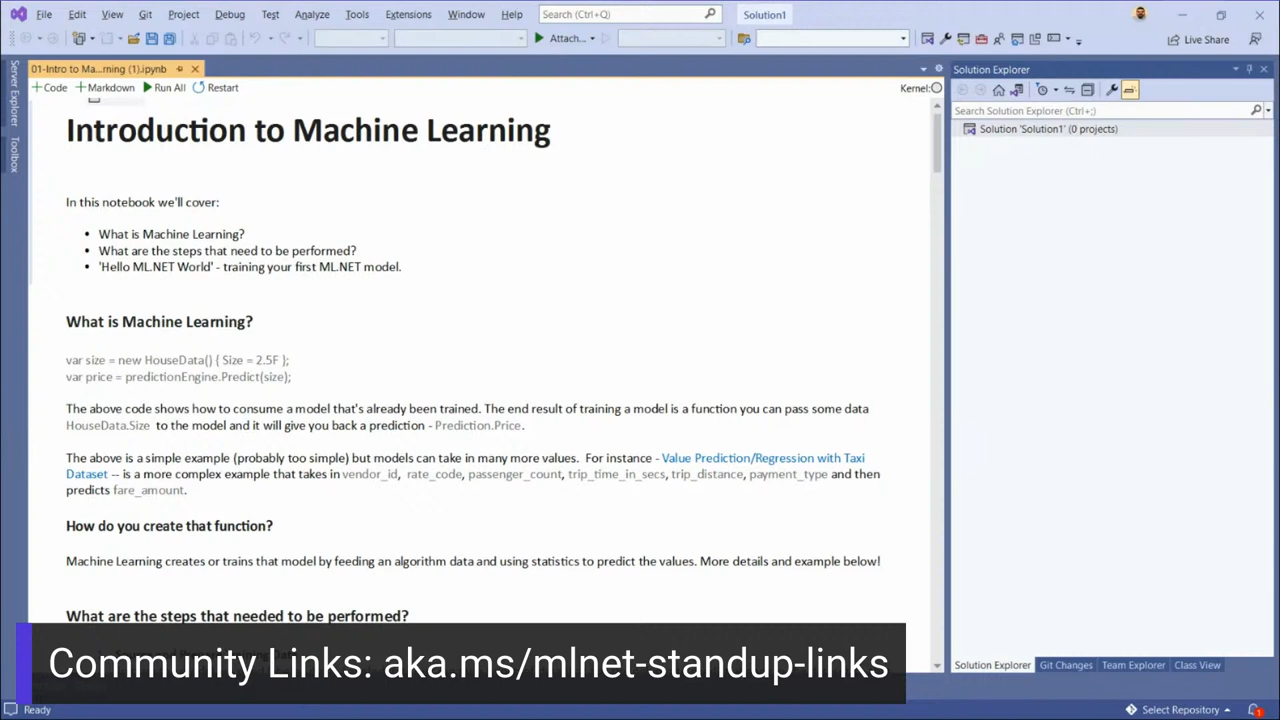 File Edit View Git Project Debug Test Analyze Tools Extensions Window Help Search (Ctrl+Q) Solution1
Attach... Live Share
01-Intro to Ma...rning (1).ipynb
Code Markdown Run All Restart Kernel:
Server Explorer
Toolbox
Introduction to Machine Learning
In this notebook we'll cover:
• What is Machine Learning?
• What are the steps that need to be performed?
• 'Hello ML.NET World' - training your first ML.NET model.
What is Machine Learning?
var size = new HouseData() { Size = 2.5F };
var price = predictionEngine.Predict(size);
The above code shows how to consume a model that's already been trained. The end result of training a model is a function you can pass some data
HouseData.Size to the model and it will give you back a prediction - Prediction.Price.
The above is a simple example (probably too simple) but models can take in many more values. For instance - Value Prediction/Regression with Taxi
Dataset -- is a more complex example that takes in vendor_id, rate_code, passenger_count, trip_time_in_secs, trip_distance, payment_type and then
predicts fare_amount.
How do you create that function?
Machine Learning creates or trains that model by feeding an algorithm data and using statistics to predict the values. More details and example below!
What are the steps that needed to be performed?
Community Links: aka.ms/mlnet-standup-links
Solution Explorer
Search Solution Explorer (Ctrl+;)
Solution 'Solution1' (0 projects)
Solution Explorer Git Changes Team Explorer Class View
Ready Select Repository 1